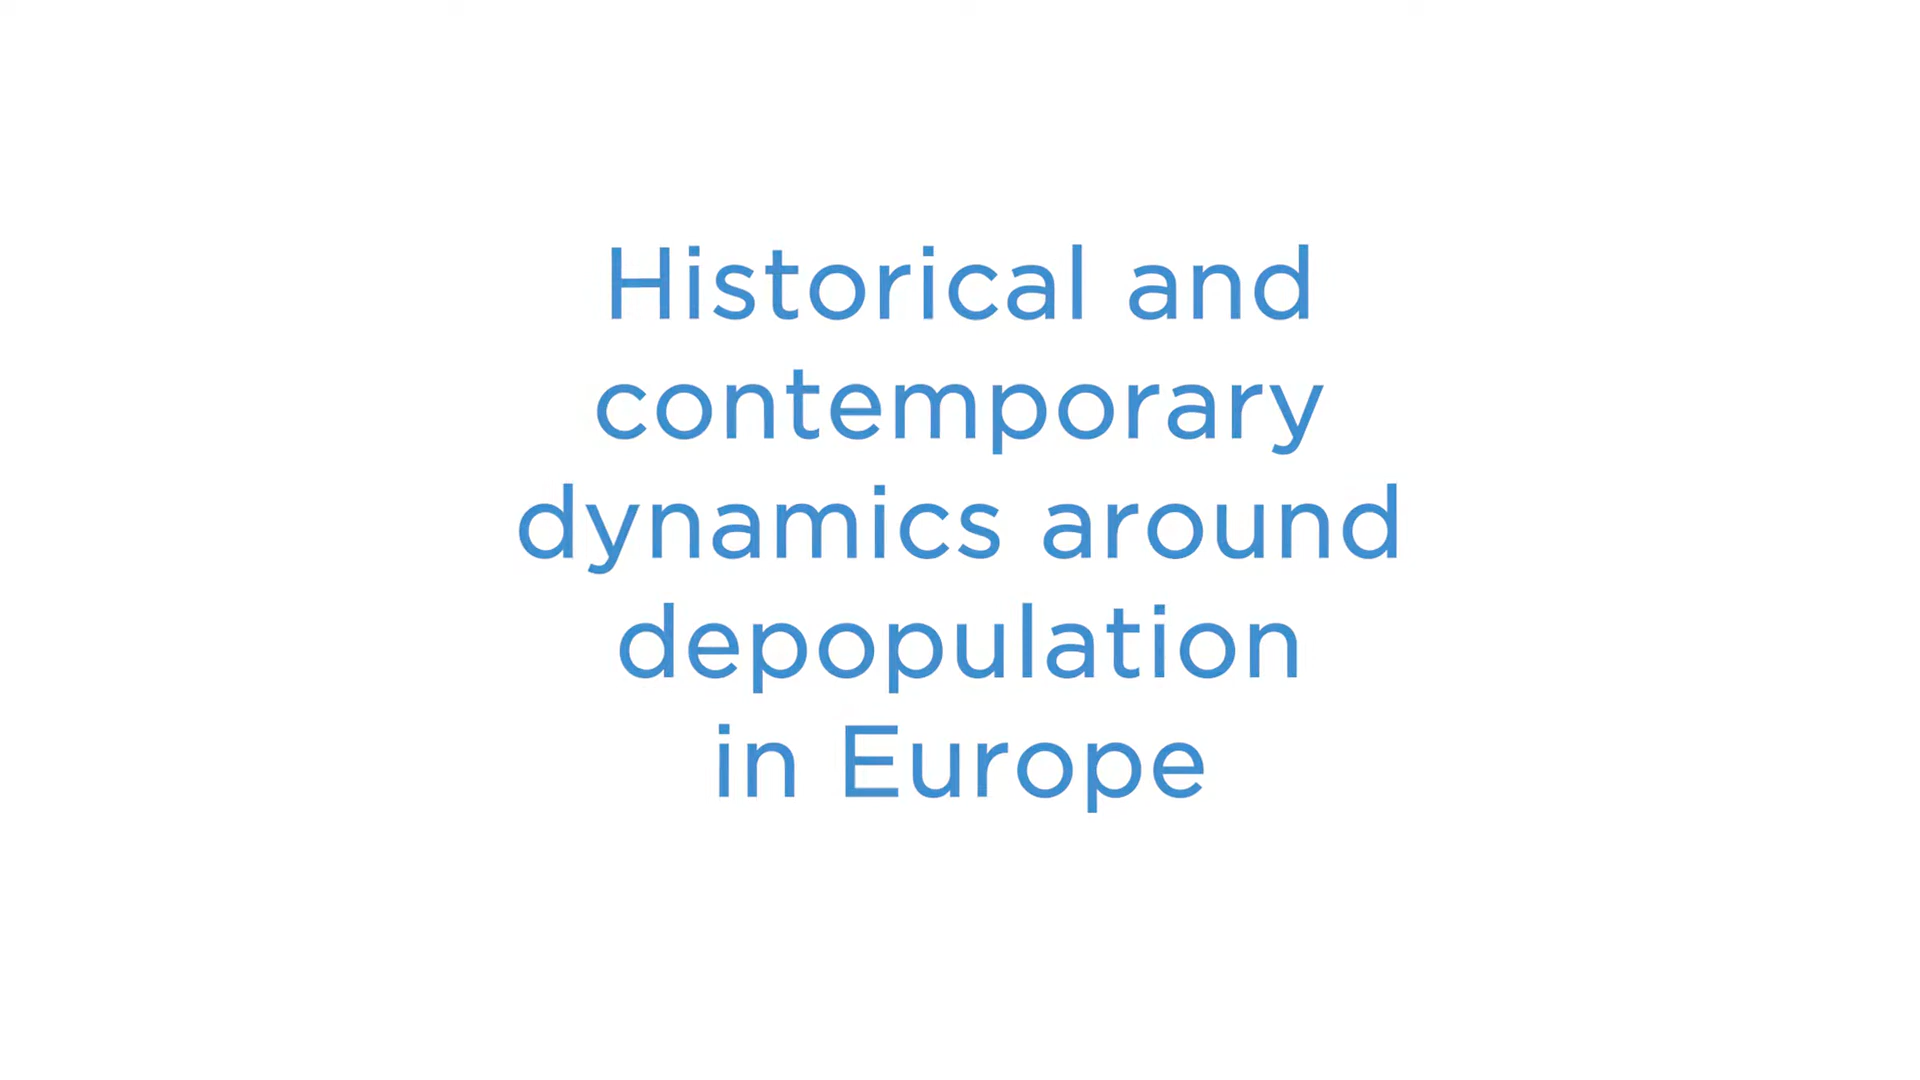 Historical and
contemporary
dynamics around
depopulation
in Europe